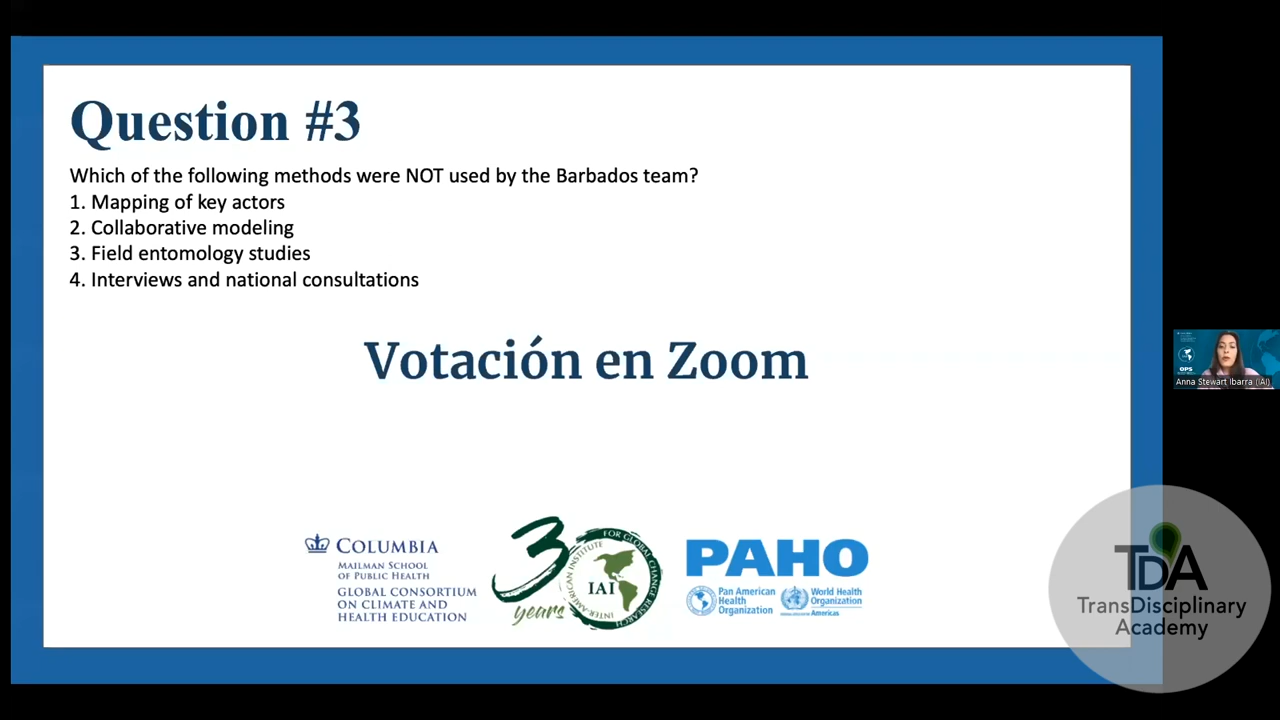 Question #3
Which of the following methods were NOT used by the Barbados team?
1. Mapping of key actors
2. Collaborative modeling
3. Field entomology studies
4. Interviews and national consultations
Votación en Zoom
COLUMBIA
MAILMAN SCHOOL
OF PUBLIC HEALTH
GLOBAL CONSORTIUM
ON CLIMATE AND
HEALTH EDUCATION
30
years
INTER-AMERICAN INSTITUTE
FOR GLOBAL CHANGE RESEARCH
IAI
PAHO
Pan American
Health
Organization
World Health
Organization
Americas
OPS
Anna Stewart Ibarra (IAI)
TDA
TransDisciplinary
Academy